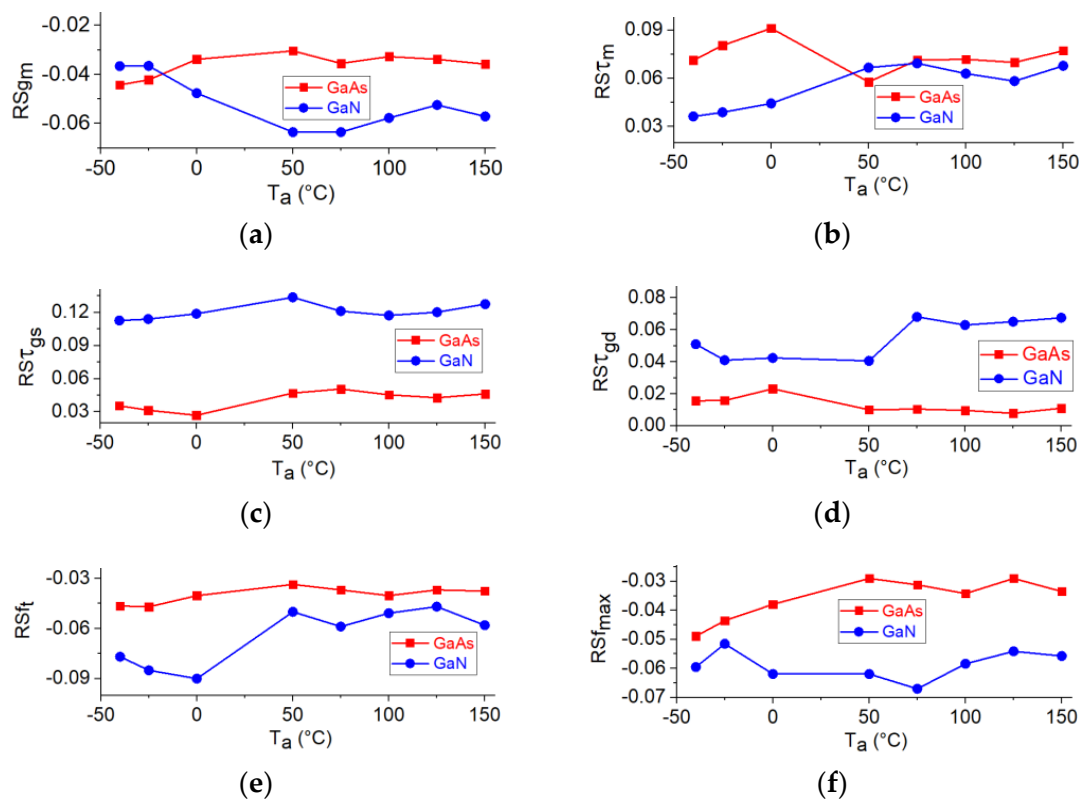 -0.02
-0.04
-0.06
RSgm
GaAs
GaN
-50 0 50 100 150
Ta (°C)
(a)
0.09
0.06
0.03
RSτm
GaAs
GaN
-50 0 50 100 150
Ta (°C)
(b)
0.12
0.09
0.06
0.03
RSτgs
GaAs
GaN
-50 0 50 100 150
Ta (°C)
(c)
0.08
0.06
0.04
0.02
0.00
RSτgd
GaAs
GaN
-50 0 50 100 150
Ta (°C)
(d)
-0.03
-0.06
-0.09
RSft
GaAs
GaN
-50 0 50 100 150
Ta (°C)
(e)
-0.03
-0.04
-0.05
-0.06
-0.07
RSfmax
GaAs
GaN
-50 0 50 100 150
Ta (°C)
(f)